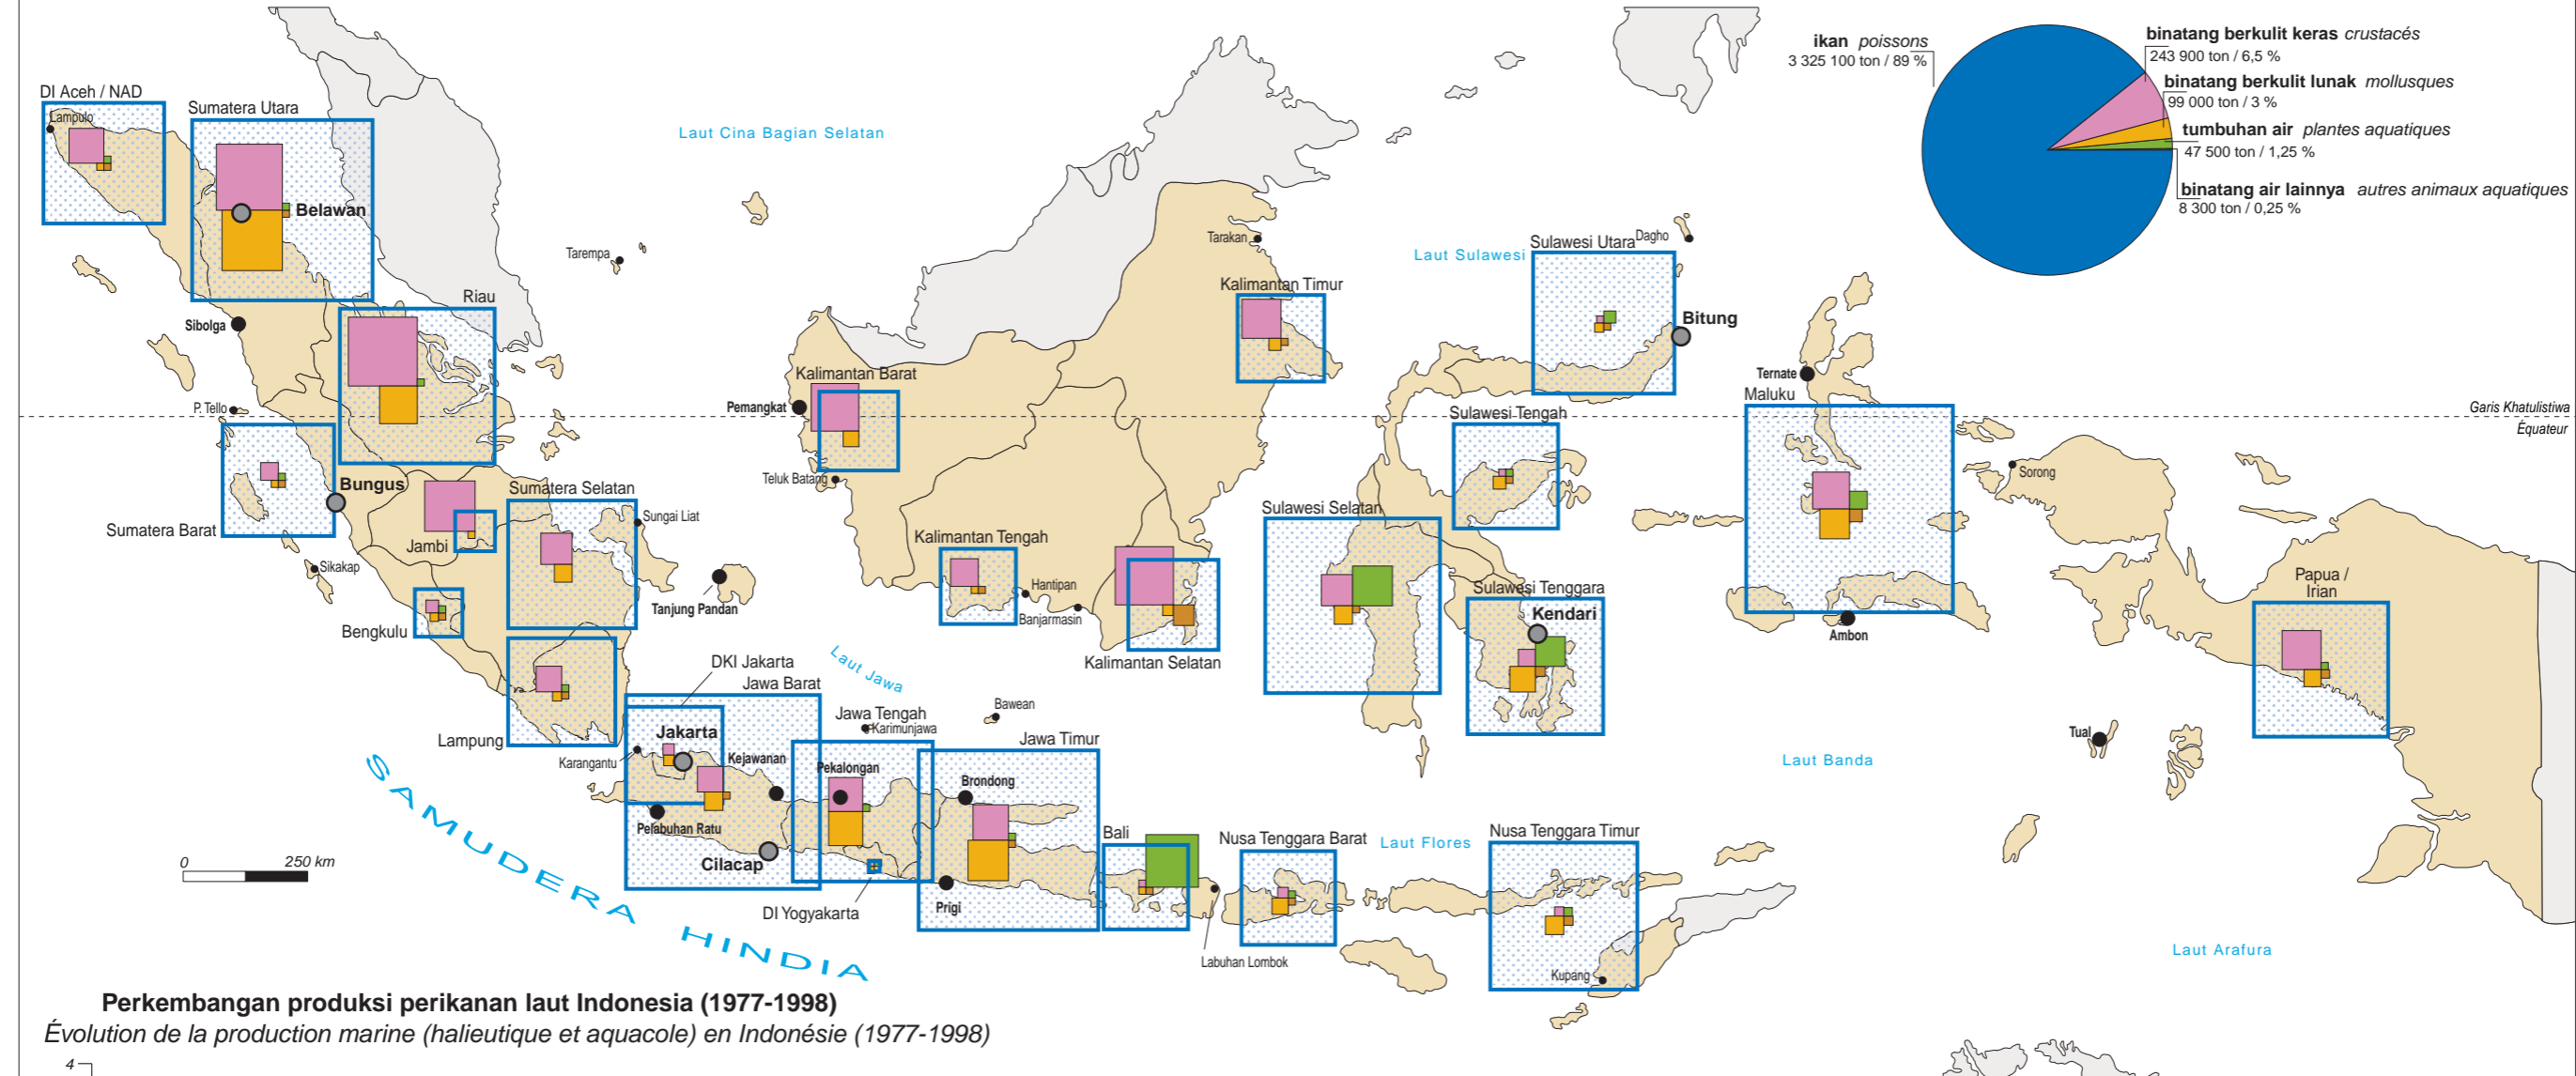 ikan poissons
3 325 100 ton / 89 %
binatang berkulit keras crustacés
243 900 ton / 6,5 %
binatang berkulit lunak mollusques
99 000 ton / 3 %
tumbuhan air plantes aquatiques
47 500 ton / 1,25 %
binatang air lainnya autres animaux aquatiques
8 300 ton / 0,25 %
DI Aceh / NAD
Lampulo
Sumatera Utara
Belawan
Laut Cina Bagian Selatan
Tarempa
Riau
Sibolga
P. Tello
Bungus
Sumatera Barat
Sikakap
Jambi
Sumatera Selatan
Sungai Liat
Tanjung Pandan
Bengkulu
Lampung
Kalimantan Barat
Pemangkat
Teluk Batang
Kalimantan Tengah
Hantipan
Banjarmasin
Kalimantan Selatan
Tarakan
Kalimantan Timur
Laut Sulawesi
Sulawesi Utara
Dagho
Bitung
Sulawesi Tengah
Sulawesi Selatan
Sulawesi Tenggara
Kendari
Ternate
Maluku
Ambon
Garis Khatulistiwa
Équateur
Sorong
Papua /
Irian
Tual
Laut Banda
Laut Arafura
Laut Jawa
DKI Jakarta
Jawa Barat
Jakarta
Karangantu
Kejawanan
Pelabuhan Ratu
Cilacap
Jawa Tengah
Karimunjawa
Pekalongan
DI Yogyakarta
Bawean
Jawa Timur
Brondong
Prigi
Bali
Labuhan Lombok
Nusa Tenggara Barat
Laut Flores
Nusa Tenggara Timur
Kupang
SAMUDERA HINDIA
0 250 km
Perkembangan produksi perikanan laut Indonesia (1977-1998)
Évolution de la production marine (halieutique et aquacole) en Indonésie (1977-1998)
4